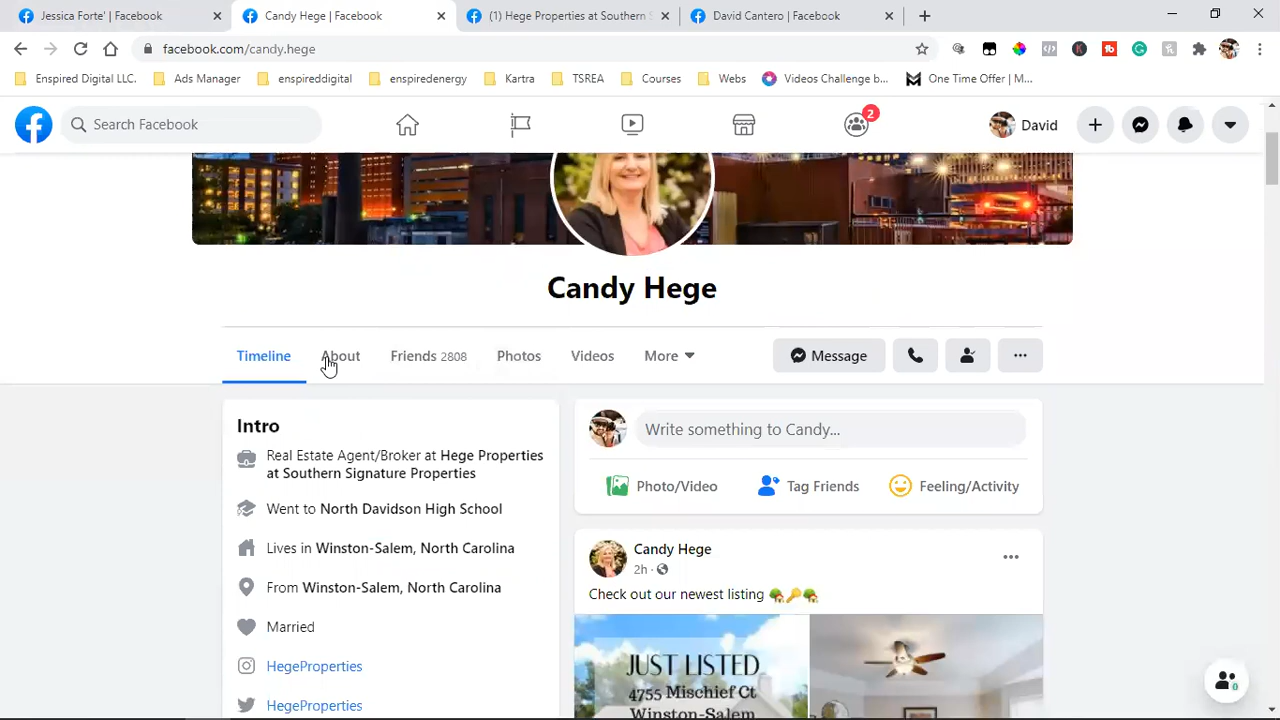 Jessica Forte' | Facebook
Candy Hege | Facebook
(1) Hege Properties at Southern S
David Cantero | Facebook
facebook.com/candy.hege
Enspired Digital LLC.
Ads Manager
enspireddigital
enspiredenergy
Kartra
TSREA
Courses
Webs
Videos Challenge b...
One Time Offer | M...
Search Facebook
2
David
Candy Hege
Timeline
About
Friends 2808
Photos
Videos
More
Message
Intro
Real Estate Agent/Broker at Hege Properties
at Southern Signature Properties
Went to North Davidson High School
Lives in Winston-Salem, North Carolina
From Winston-Salem, North Carolina
Married
HegeProperties
HegeProperties
Write something to Candy...
Photo/Video
Tag Friends
Feeling/Activity
Candy Hege
2h ·
Check out our newest listing 🏡🔑🏡
JUST LISTED
4755 Mischief Ct
Winston-Salem
0